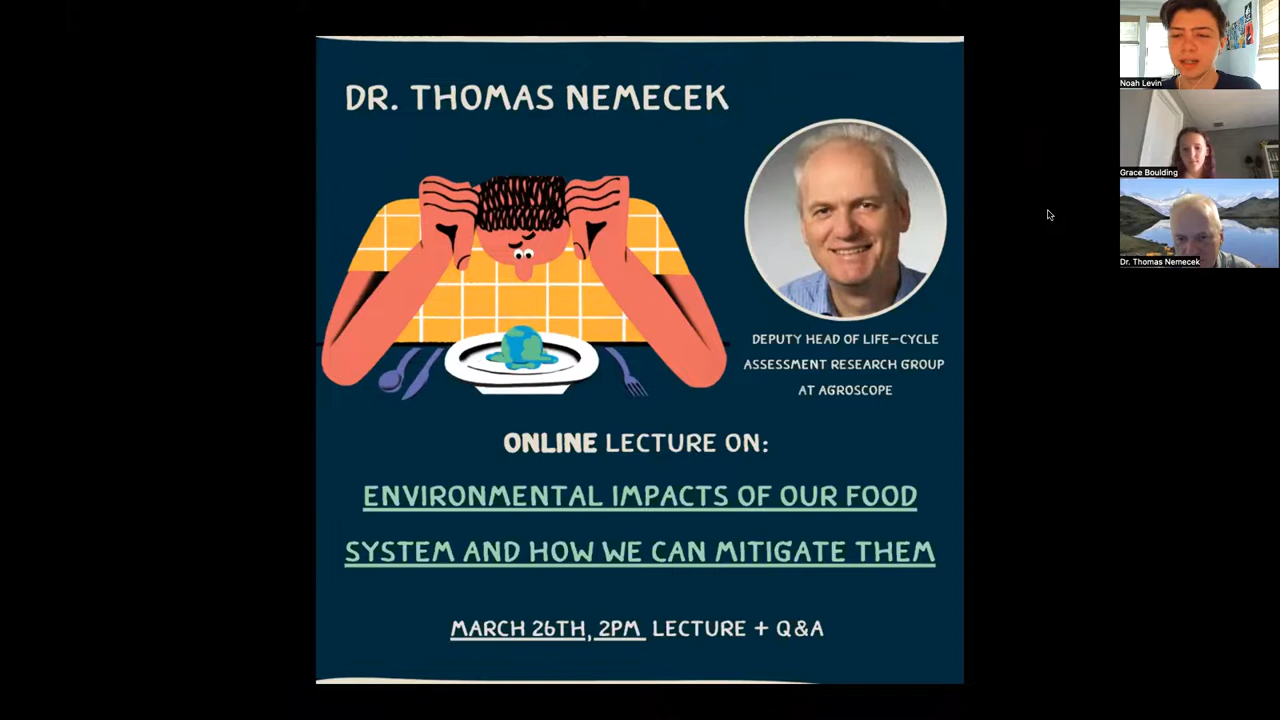 DR. THOMAS NEMECEK
DEPUTY HEAD OF LIFE-CYCLE
ASSESSMENT RESEARCH GROUP
AT AGROSCOPE
ONLINE LECTURE ON:
ENVIRONMENTAL IMPACTS OF OUR FOOD
SYSTEM AND HOW WE CAN MITIGATE THEM
MARCH 26TH, 2PM LECTURE + Q&A
Noah Levin
Grace Boulding
Dr. Thomas Nemecek